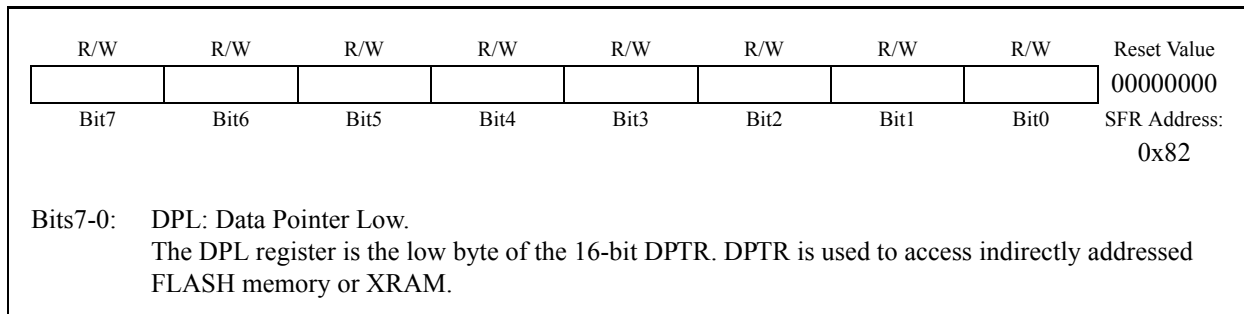 R/W R/W R/W R/W R/W R/W R/W R/W Reset Value
00000000
Bit7 Bit6 Bit5 Bit4 Bit3 Bit2 Bit1 Bit0 SFR Address:
0x82
Bits7-0: DPL: Data Pointer Low.
The DPL register is the low byte of the 16-bit DPTR. DPTR is used to access indirectly addressed
FLASH memory or XRAM.